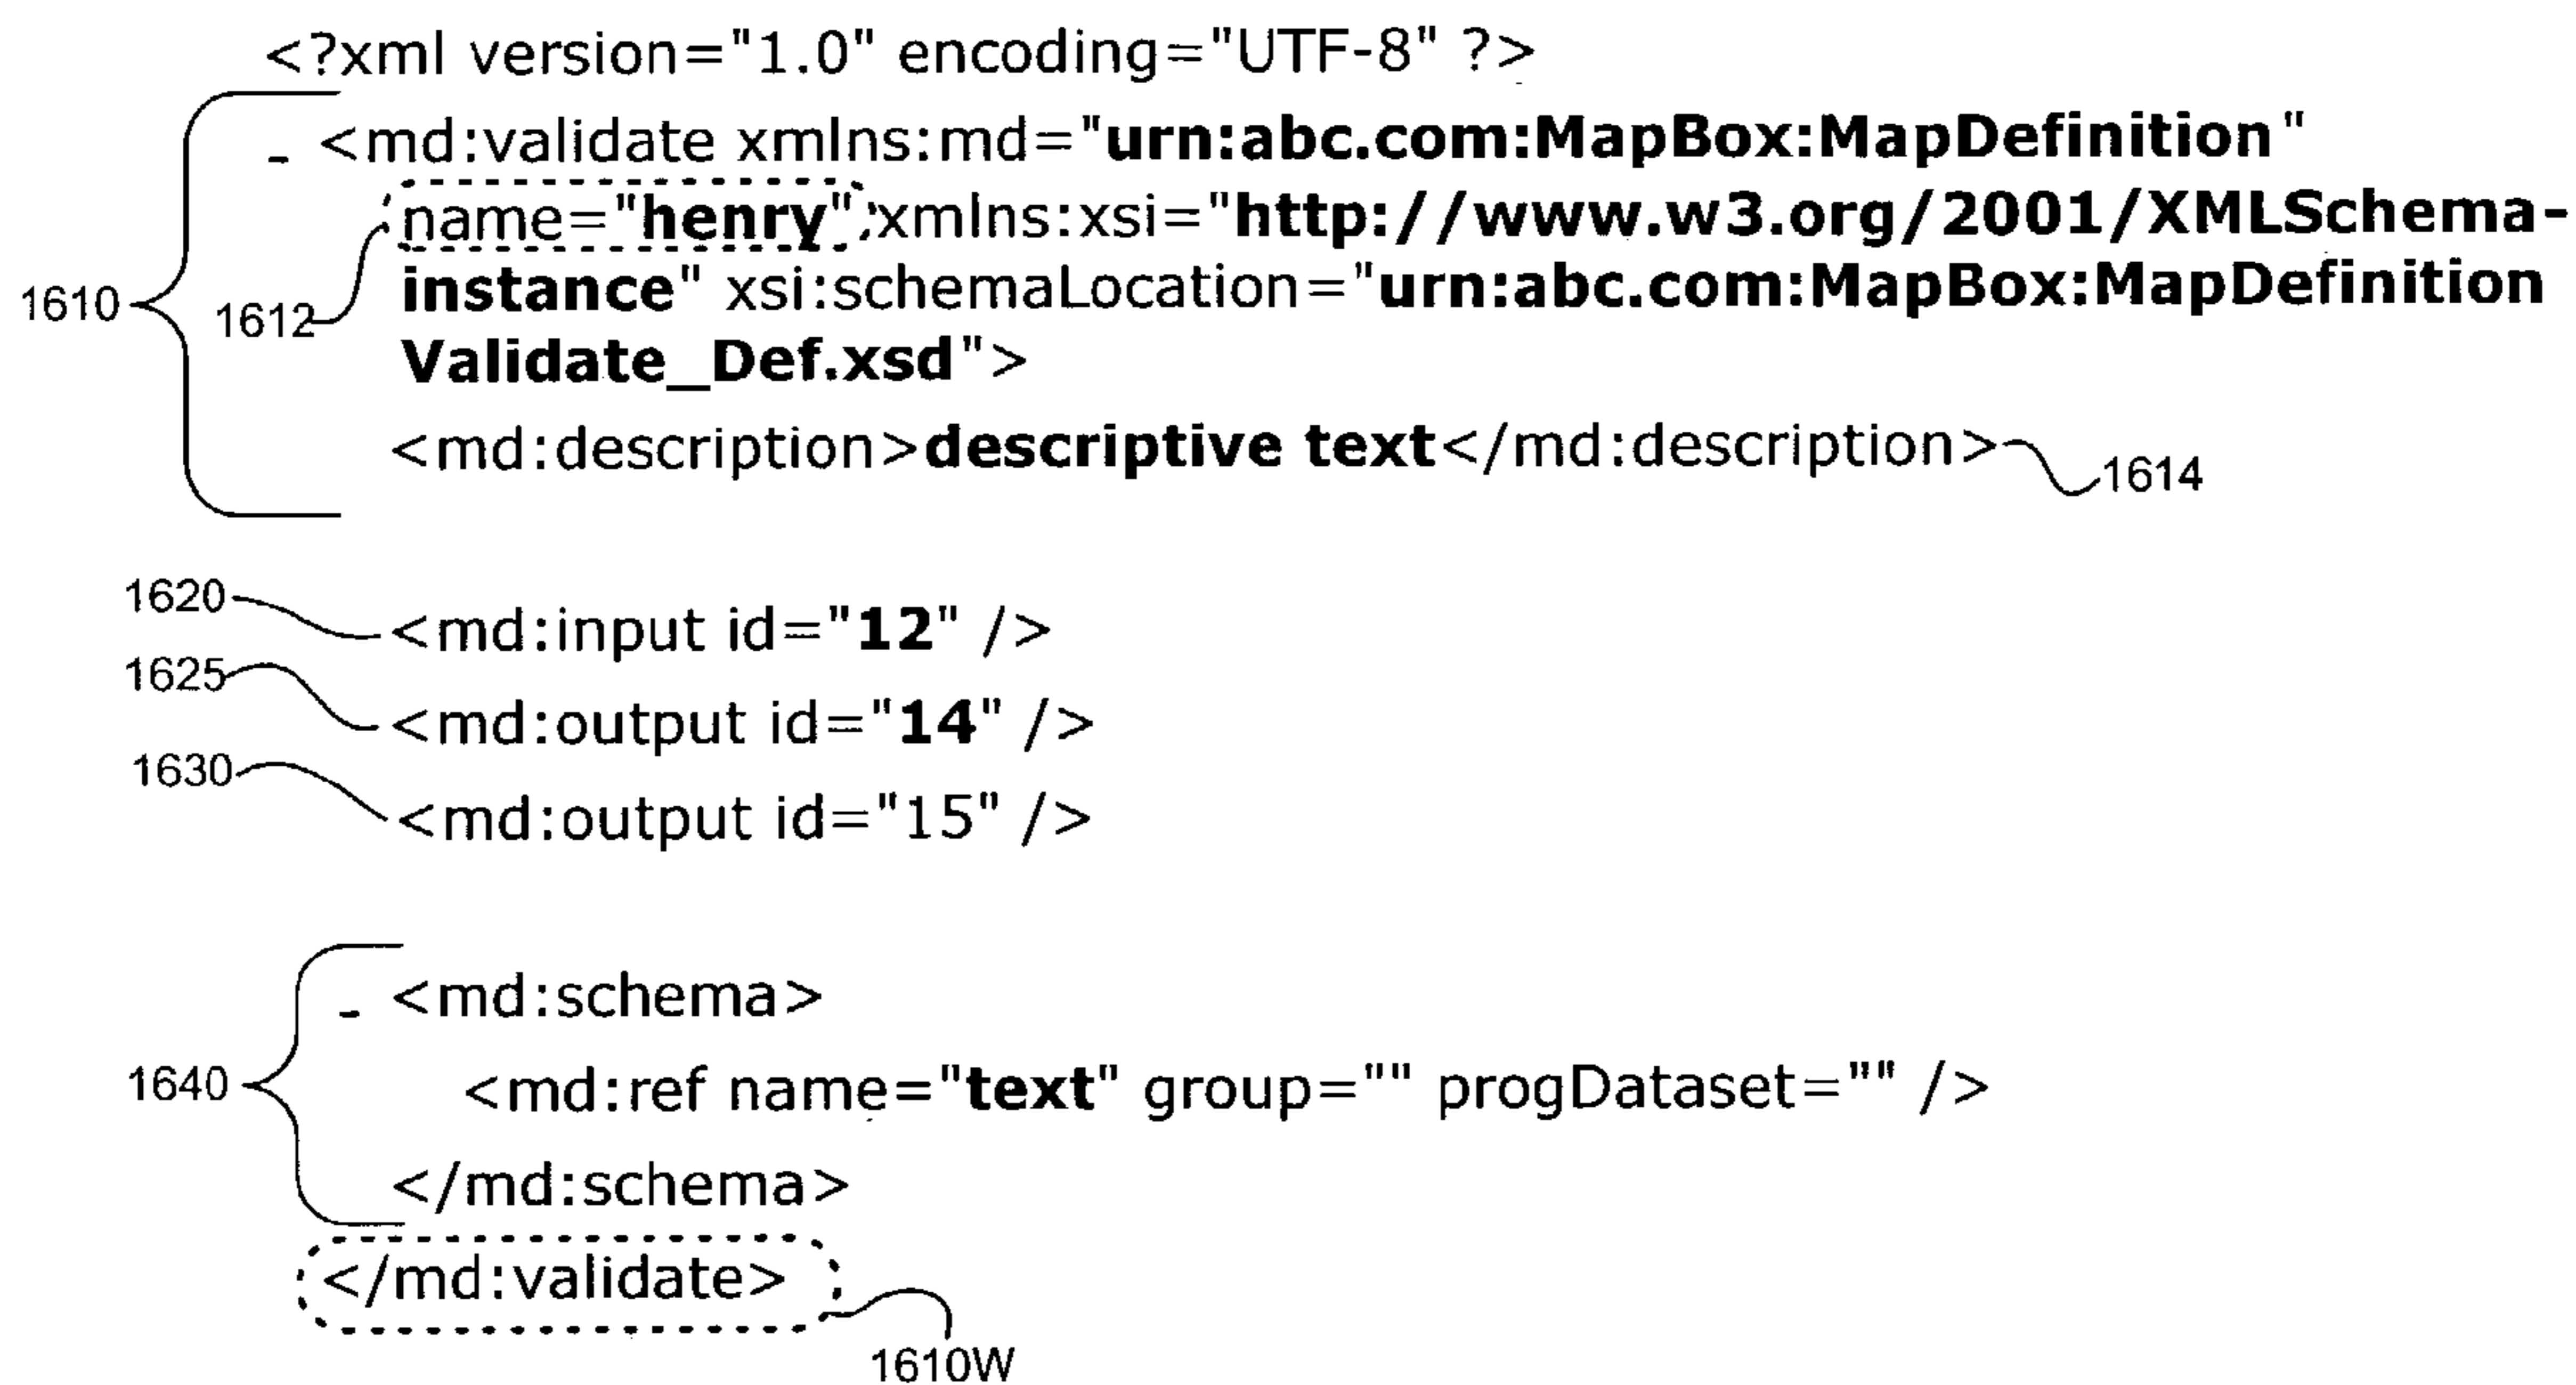 <?xml version="1.0" encoding="UTF-8" ?>
- <md:validate xmlns:md="urn:abc.com:MapBox:MapDefinition"
name="henry" xmlns:xsi="http://www.w3.org/2001/XMLSchema-
1610 1612 instance" xsi:schemaLocation="urn:abc.com:MapBox:MapDefinition
Validate_Def.xsd">
<md:description>descriptive text</md:description> 1614
1620 <md:input id="12" />
1625 <md:output id="14" />
1630 <md:output id="15" />
- <md:schema>
1640 <md:ref name="text" group="" progDataset="" />
</md:schema>
</md:validate>
1610W